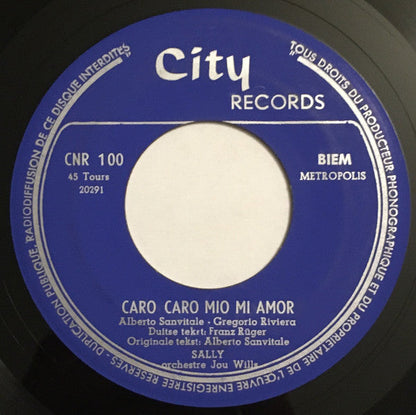 City
RECORDS
CNR 100
45 Tours
20291
BIEM
METROPOLIS
CARO CARO MIO MI AMOR
Alberto Sanvitale - Gregorio Riviera
Duitse tekst: Franz Rüger
Originale tekst: Alberto Sanvitale
SALLY
orchestre Jou Wills
TOUS DROITS DU PRODUCTEUR PHONOGRAPHIQUE ET DU PROPRIETAIRE DE L'ŒUVRE ENREGISTREE RÉSERVÉS - DUPLICATION PUBLIQUE, RADIODIFFUSION DE CE DISQUE INTERDITES